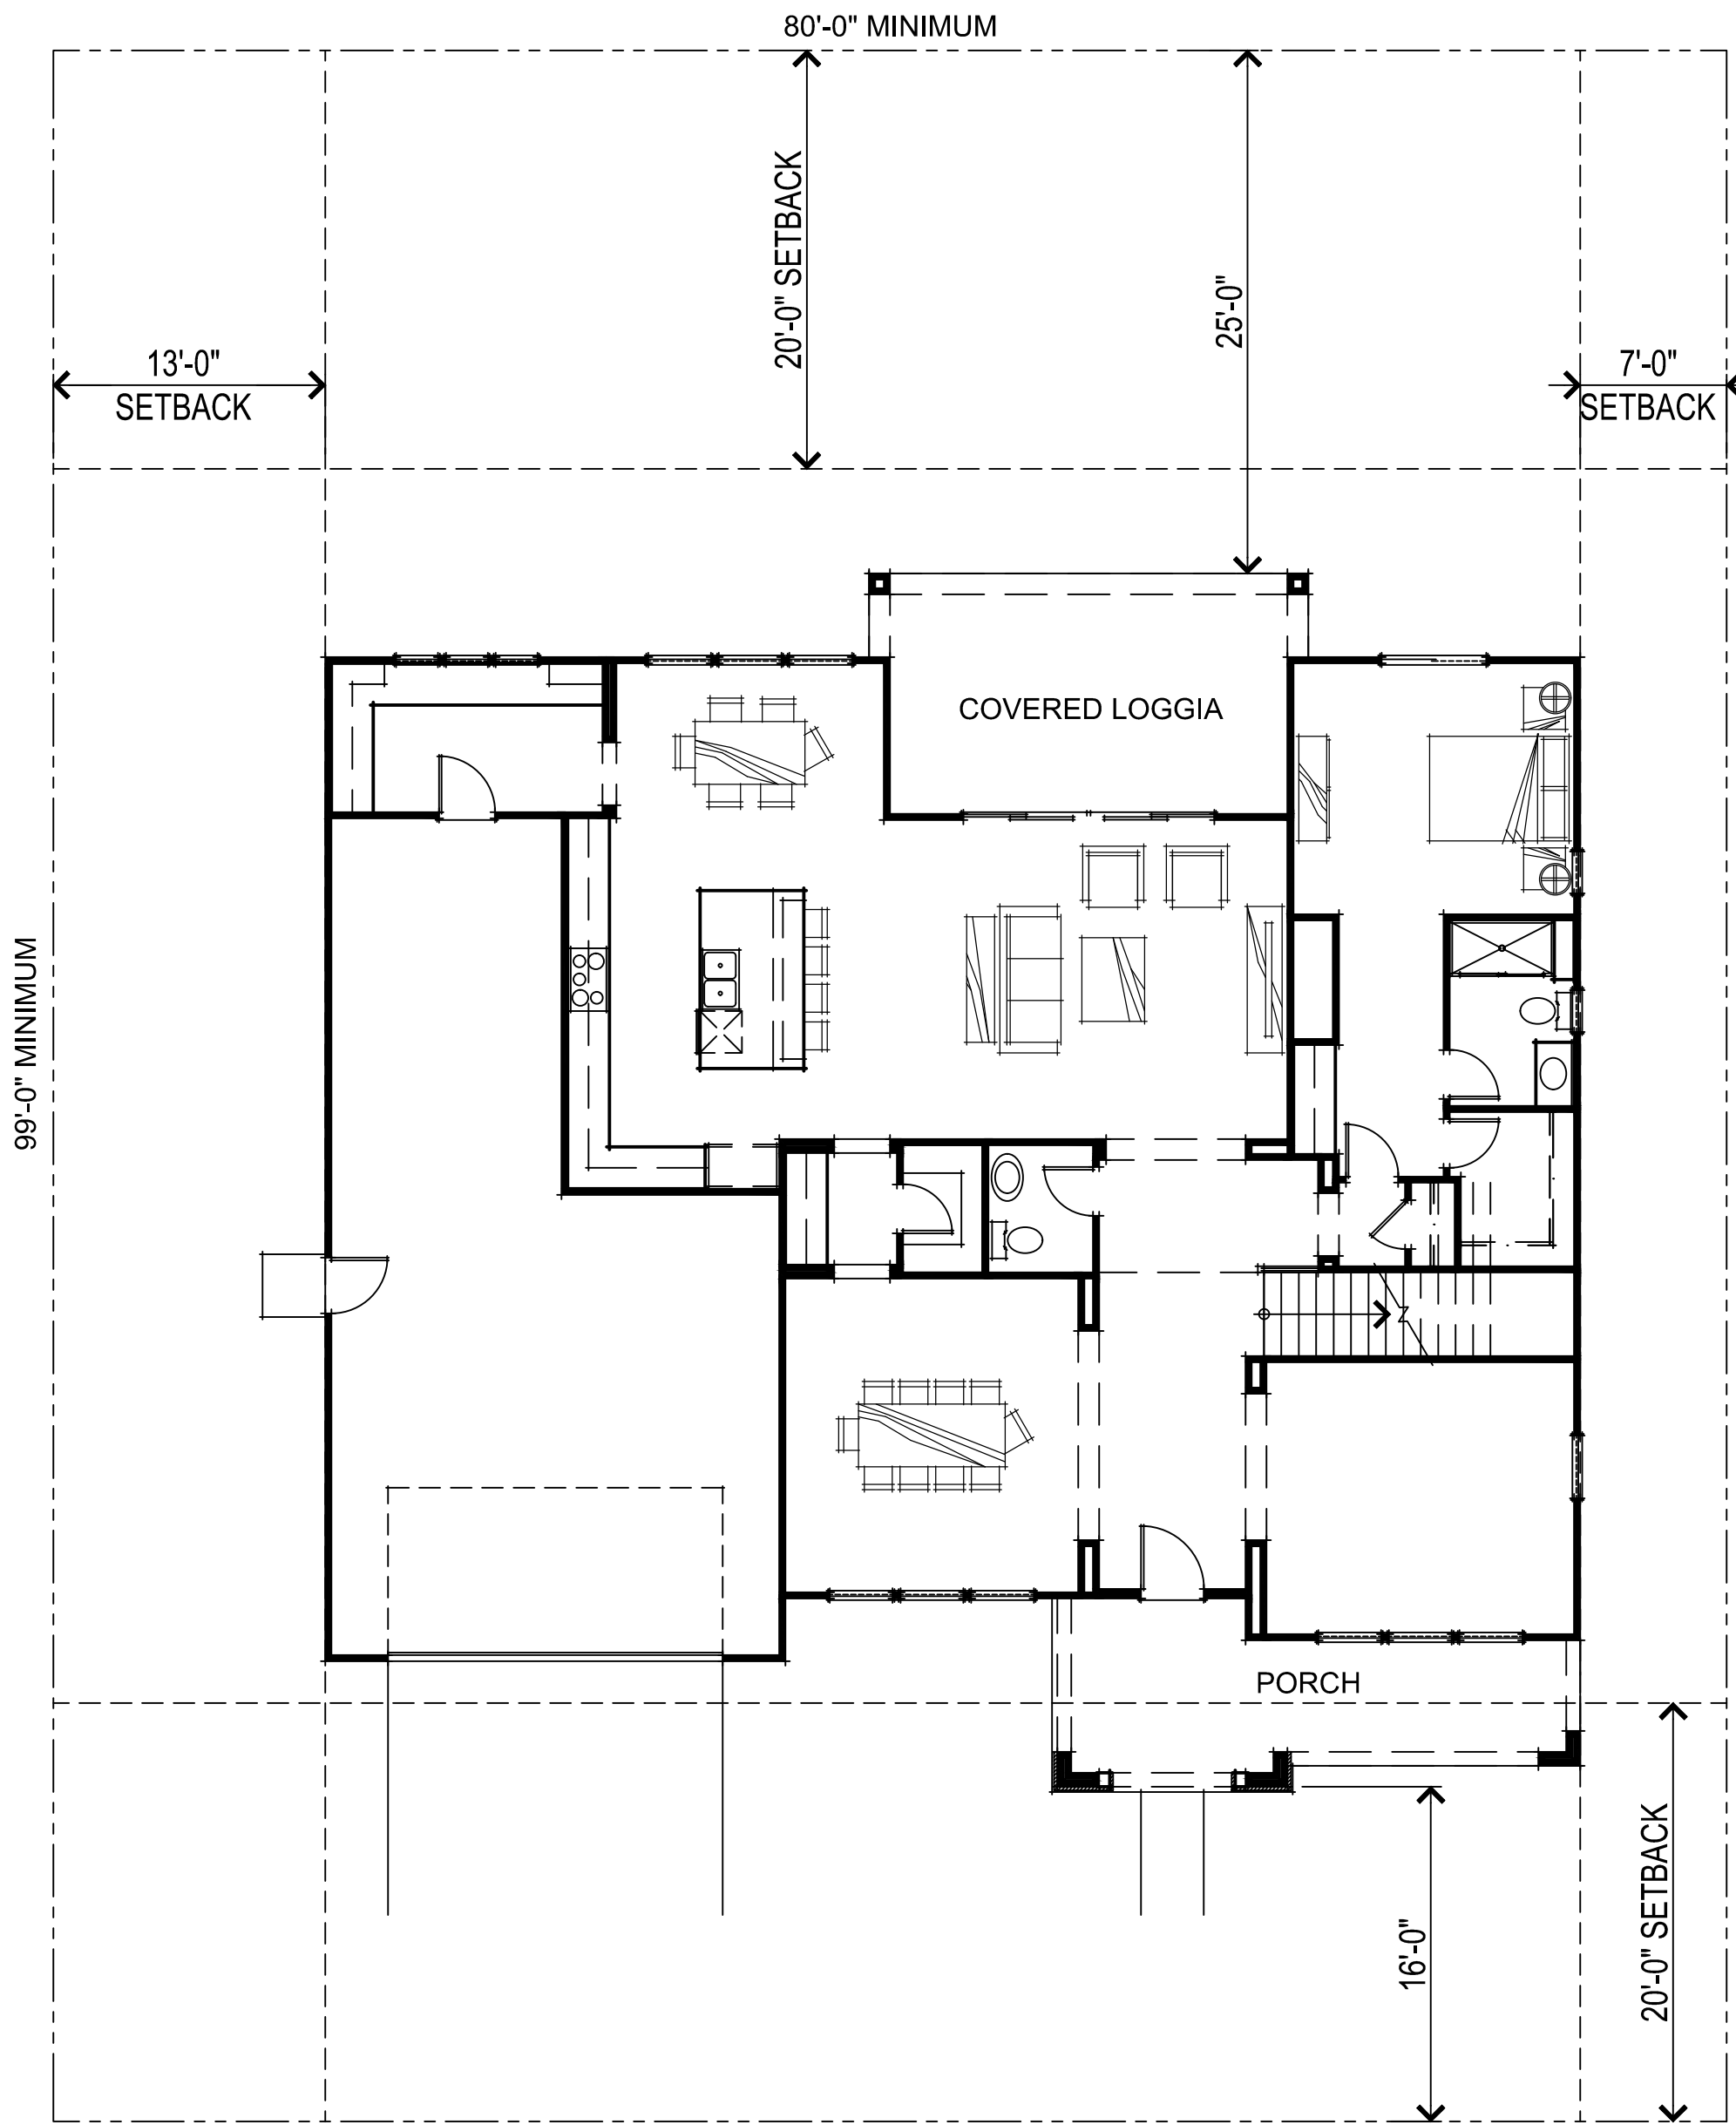 80'-0" MINIMUM
20'-0" SETBACK
25'-0"
13'-0"
SETBACK
7'-0"
SETBACK
COVERED LOGGIA
99'-0" MINIMUM
PORCH
16'-0"
20'-0" SETBACK